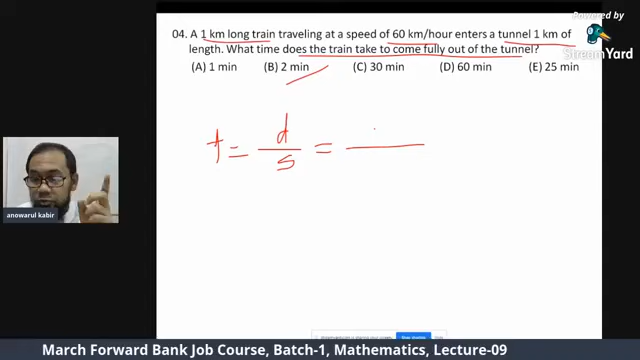 Powered by
StreamYard
04. A 1 km long train traveling at a speed of 60 km/hour enters a tunnel 1 km of
length. What time does the train take to come fully out of the tunnel?
(A) 1 min (B) 2 min (C) 30 min (D) 60 min (E) 25 min
t = d/s =
anowarul kabir
March Forward Bank Job Course, Batch-1, Mathematics, Lecture-09